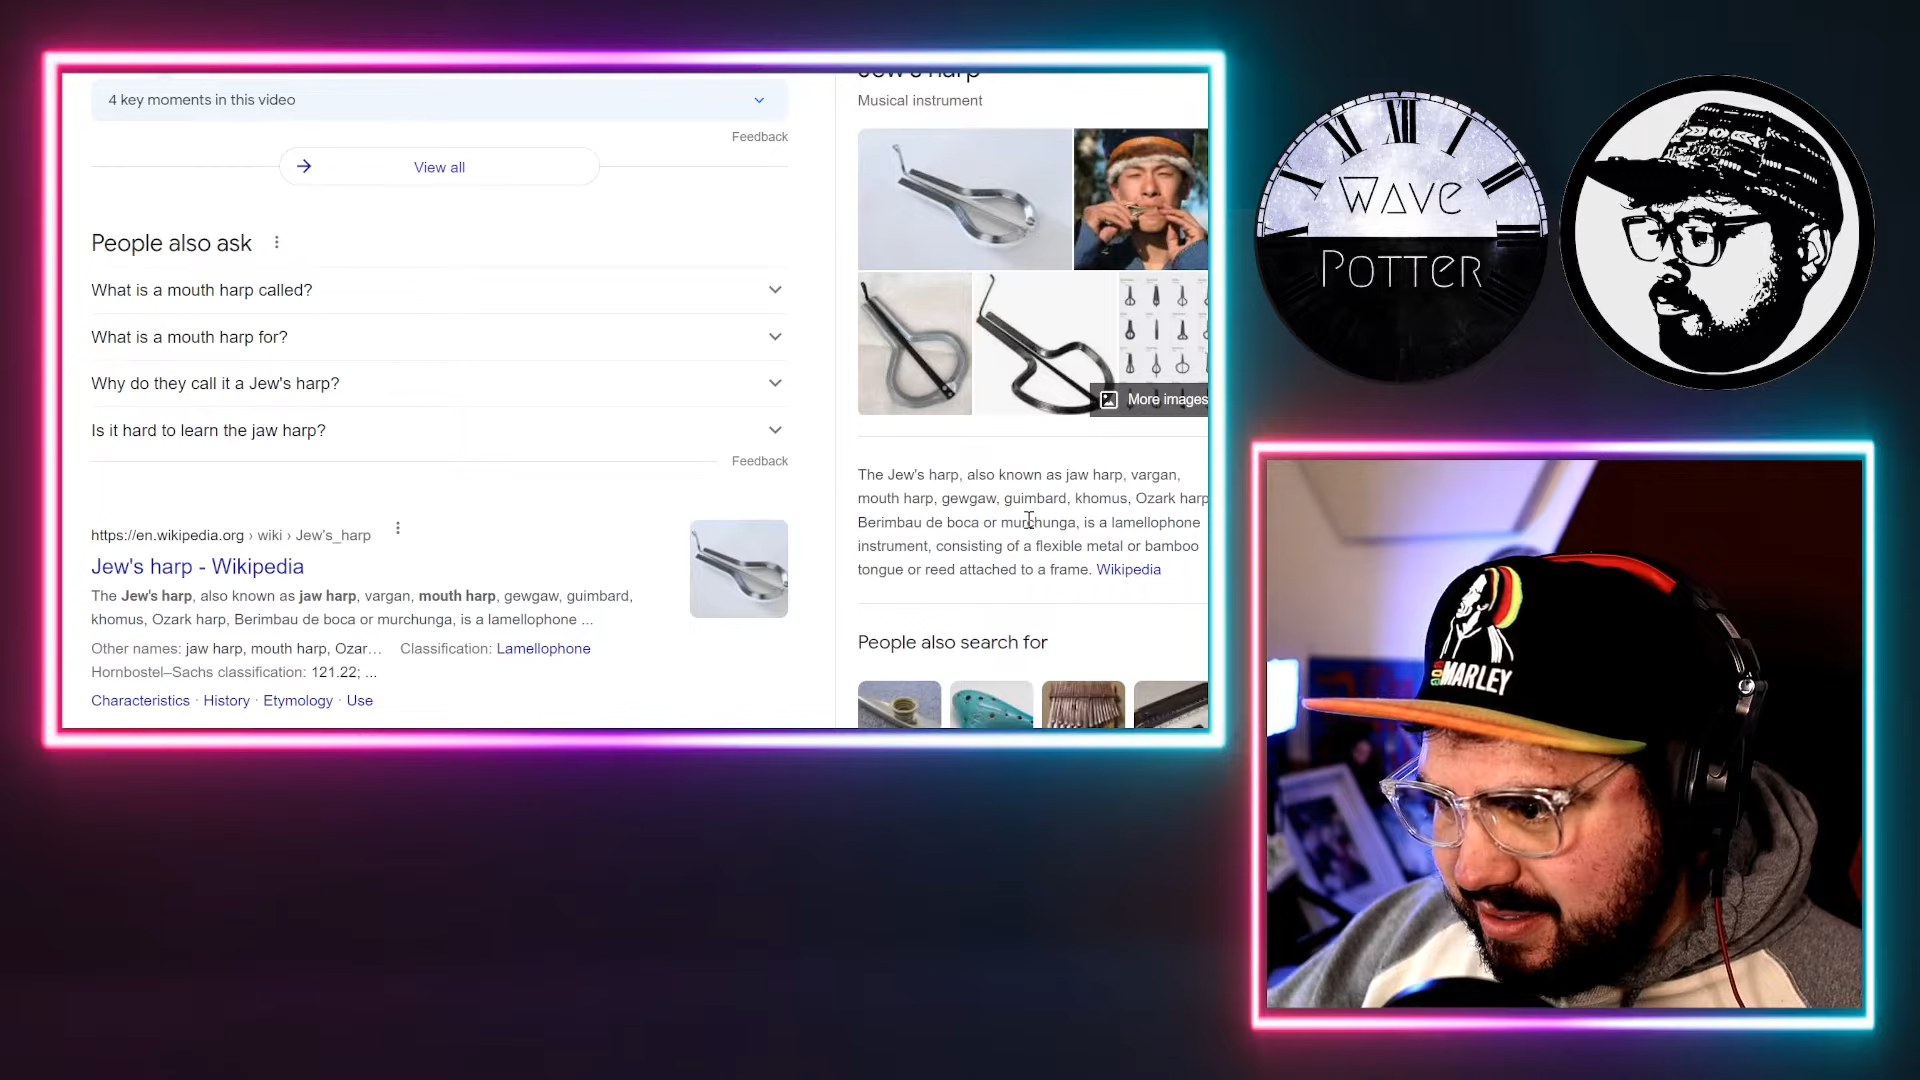 4 key moments in this video
Feedback
View all
People also ask
What is a mouth harp called?
What is a mouth harp for?
Why do they call it a Jew's harp?
Is it hard to learn the jaw harp?
Feedback
https://en.wikipedia.org › wiki › Jew's_harp
Jew's harp - Wikipedia
The Jew's harp, also known as jaw harp, vargan, mouth harp, gewgaw, guimbard,
khomus, Ozark harp, Berimbau de boca or murchunga, is a lamellophone ...
Other names: jaw harp, mouth harp, Ozar... Classification: Lamellophone
Hornbostel–Sachs classification: 121.22; ...
Characteristics · History · Etymology · Use
Jew's harp
Musical instrument
More images
The Jew's harp, also known as jaw harp, vargan,
mouth harp, gewgaw, guimbard, khomus, Ozark harp
Berimbau de boca or murchunga, is a lamellophone
instrument, consisting of a flexible metal or bamboo
tongue or reed attached to a frame. Wikipedia
People also search for
WAVE
POTTER
BOB
MARLEY